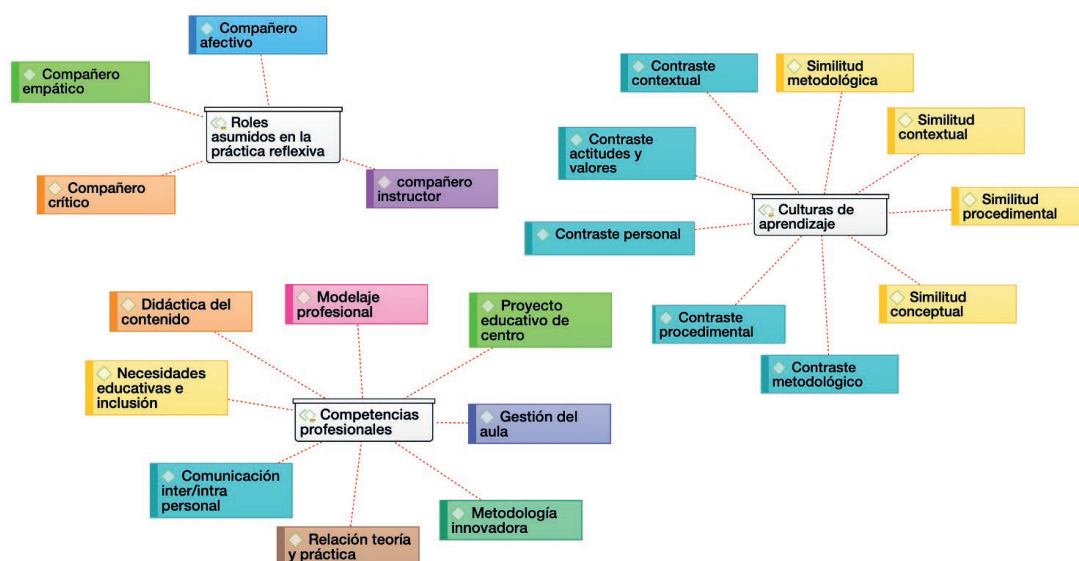 Compañero
afectivo
Compañero
empático
Roles
asumidos en la
práctica reflexiva
Compañero
crítico
compañero
instructor
Contraste
contextual
Similitud
metodológica
Similitud
contextual
Contraste
actitudes y
valores
Similitud
procedimental
Culturas de
aprendizaje
Contraste personal
Similitud
conceptual
Contraste
procedimental
Contraste
metodológico
Didáctica del
contenido
Modelaje
profesional
Proyecto
educativo de
centro
Necesidades
educativas e
inclusión
Competencias
profesionales
Gestión del
aula
Comunicación
inter/intra
personal
Metodología
innovadora
Relación teoría
y práctica